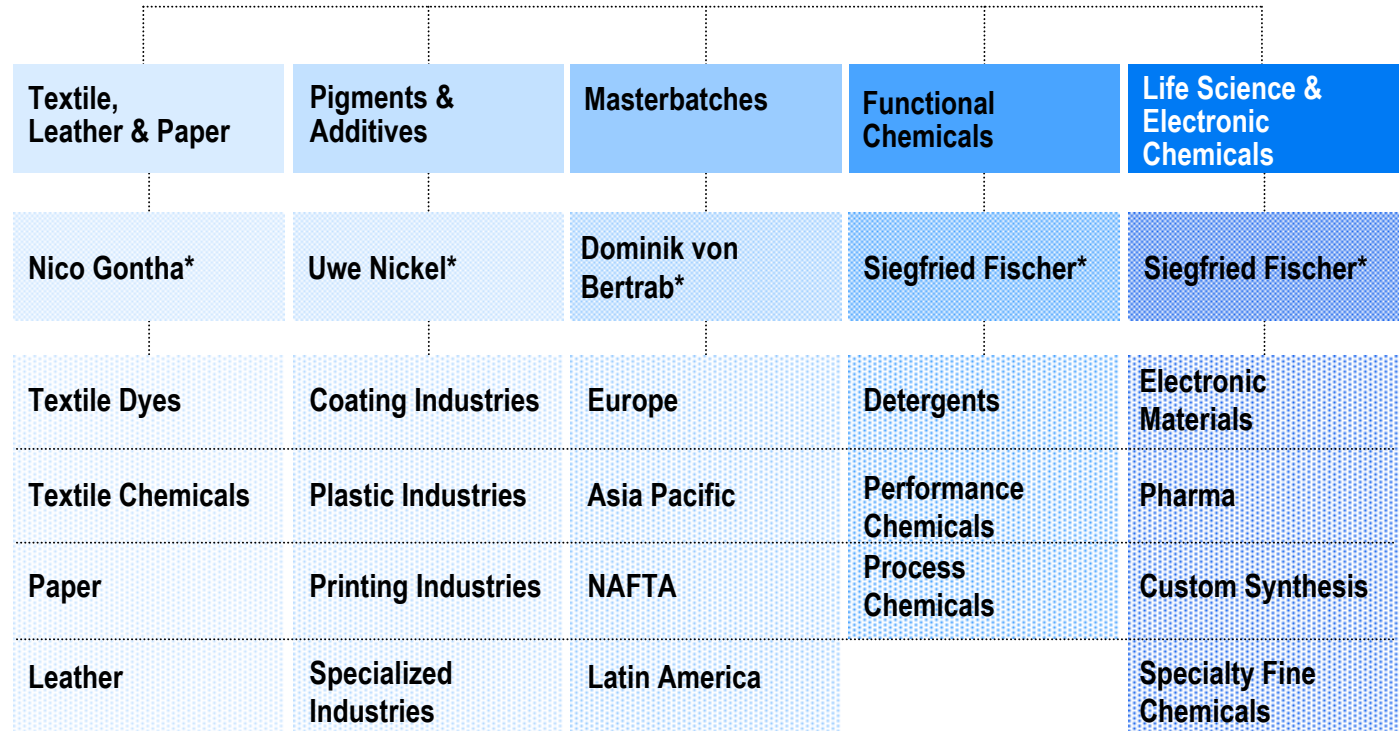 Textile,
Leather & Paper
Pigments &
Additives
Masterbatches
Functional
Chemicals
Life Science &
Electronic
Chemicals
Nico Gontha*
Uwe Nickel*
Dominik von
Bertrab*
Siegfried Fischer*
Siegfried Fischer*
Textile Dyes
Coating Industries
Europe
Detergents
Electronic
Materials
Textile Chemicals
Plastic Industries
Asia Pacific
Performance
Chemicals
Pharma
Paper
Printing Industries
NAFTA
Process
Chemicals
Custom Synthesis
Leather
Specialized
Industries
Latin America
Specialty Fine
Chemicals